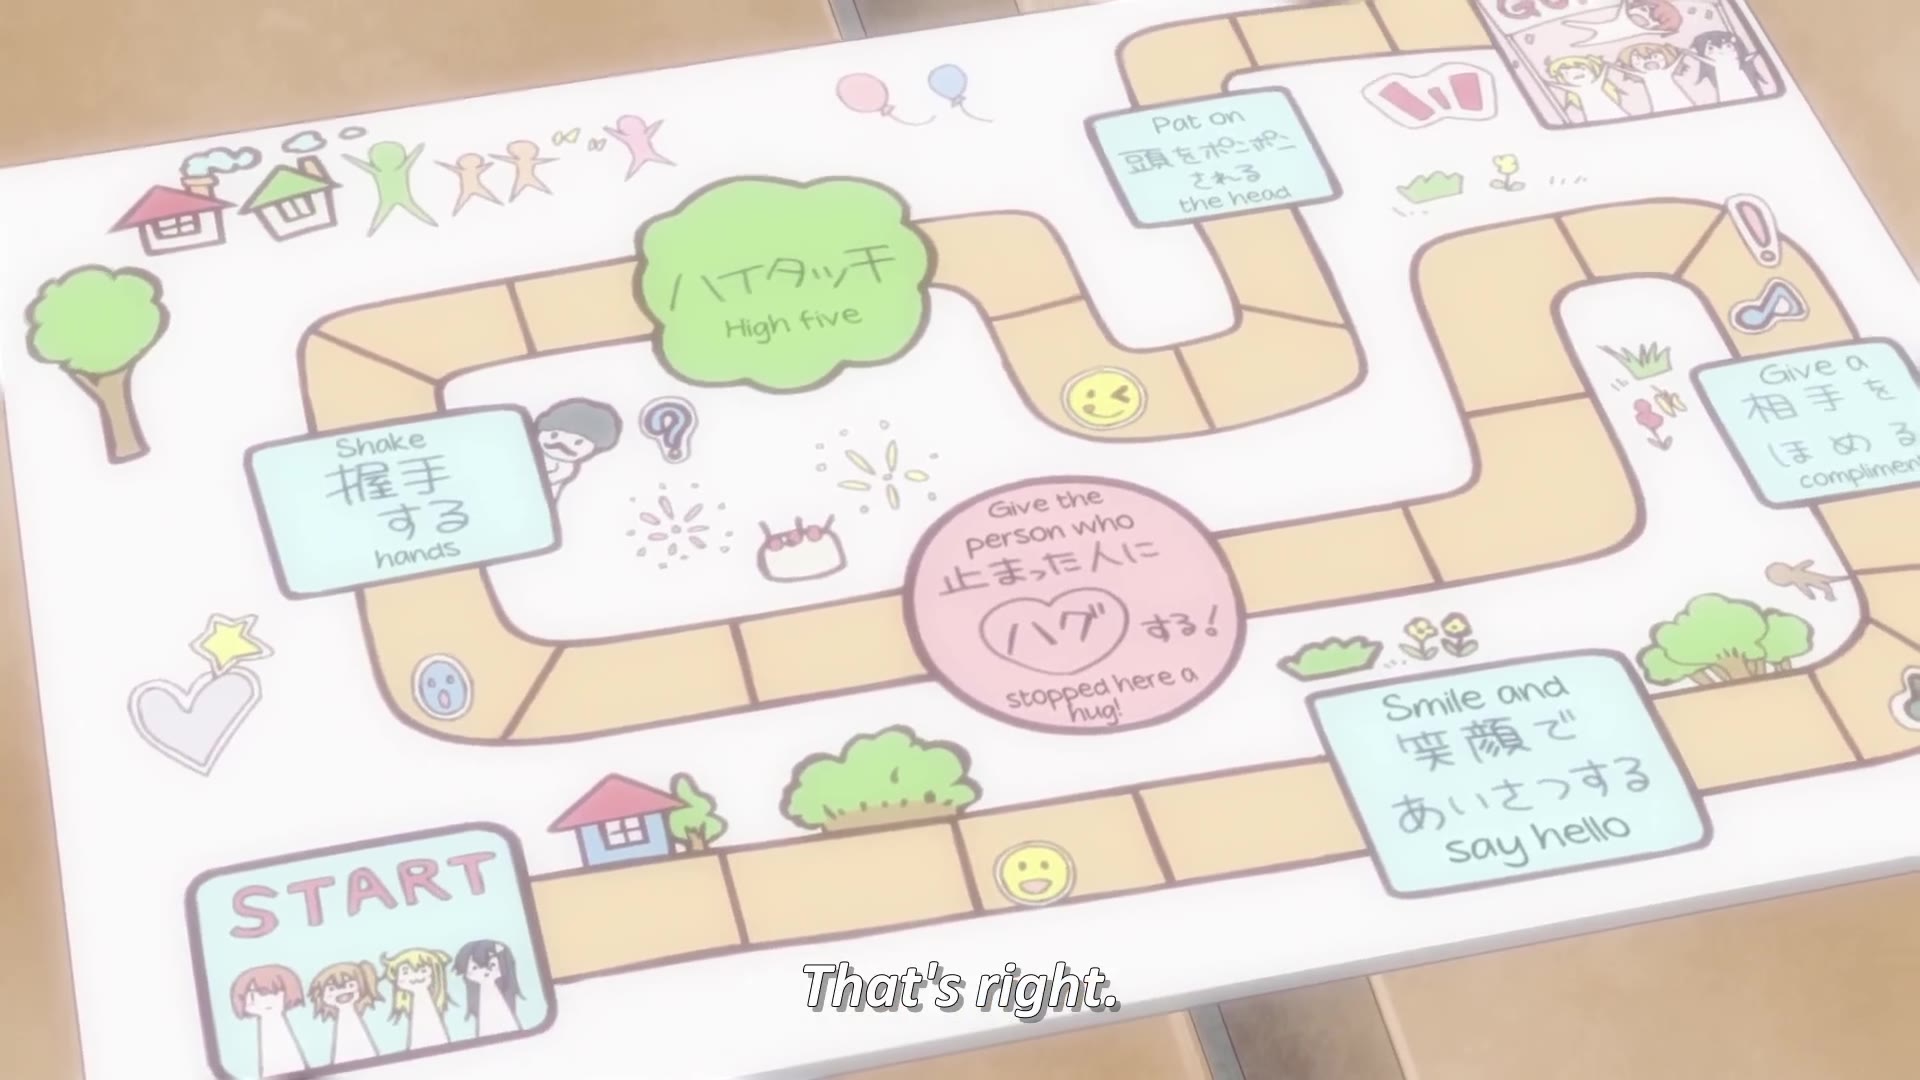 Pat on
頭をポンポン
される
the head
ハイタッチ
High five
Give a
相手を
ほめる
compliment
Shake
握手
する
hands
Give the
person who
止まった人に
ハグする!
stopped here a
hug!
Smile and
笑顔で
あいさつする
say hello
START
That's right.